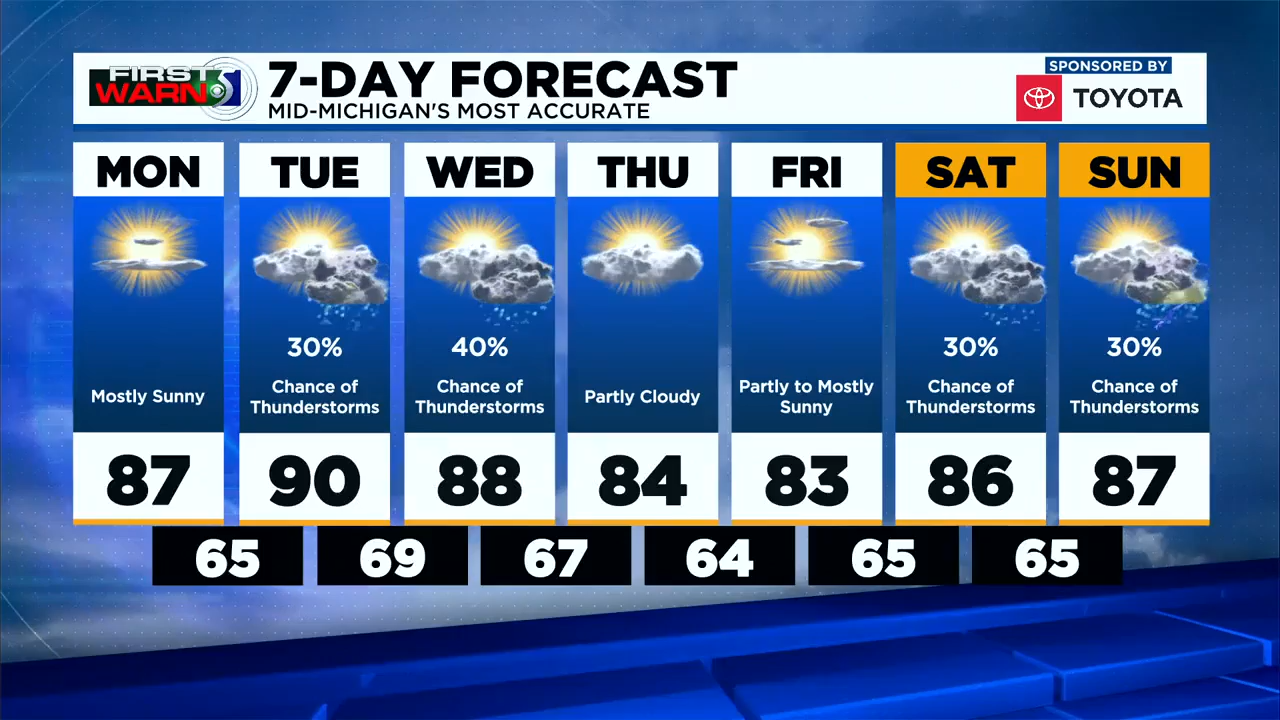 FIRST
WARN 5
7-DAY FORECAST
MID-MICHIGAN'S MOST ACCURATE
SPONSORED BY
TOYOTA
MON TUE WED THU FRI SAT SUN
30% 40% 30% 30%
Mostly Sunny
Chance of
Thunderstorms
Chance of
Thunderstorms
Partly Cloudy
Partly to Mostly
Sunny
Chance of
Thunderstorms
Chance of
Thunderstorms
87 90 88 84 83 86 87
65 69 67 64 65 65